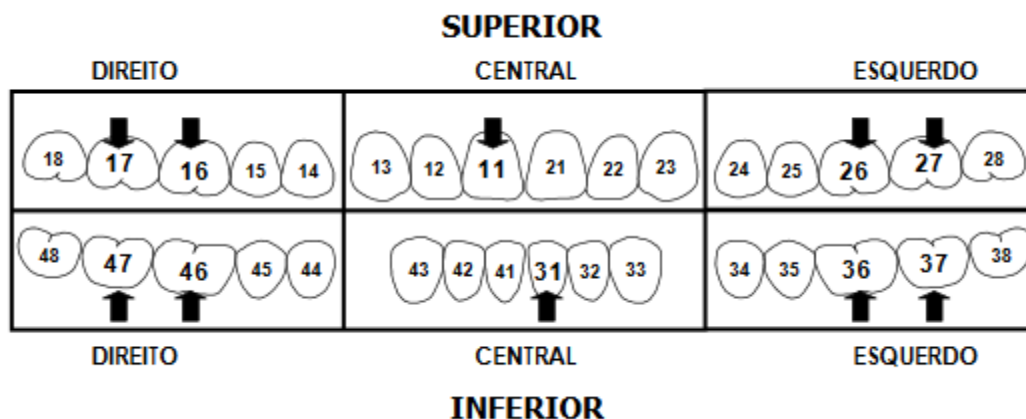 SUPERIOR
DIREITO CENTRAL ESQUERDO
18 17 16 15 14 13 12 11 21 22 23 24 25 26 27 28
48 47 46 45 44 43 42 41 31 32 33 34 35 36 37 38
DIREITO CENTRAL ESQUERDO
INFERIOR